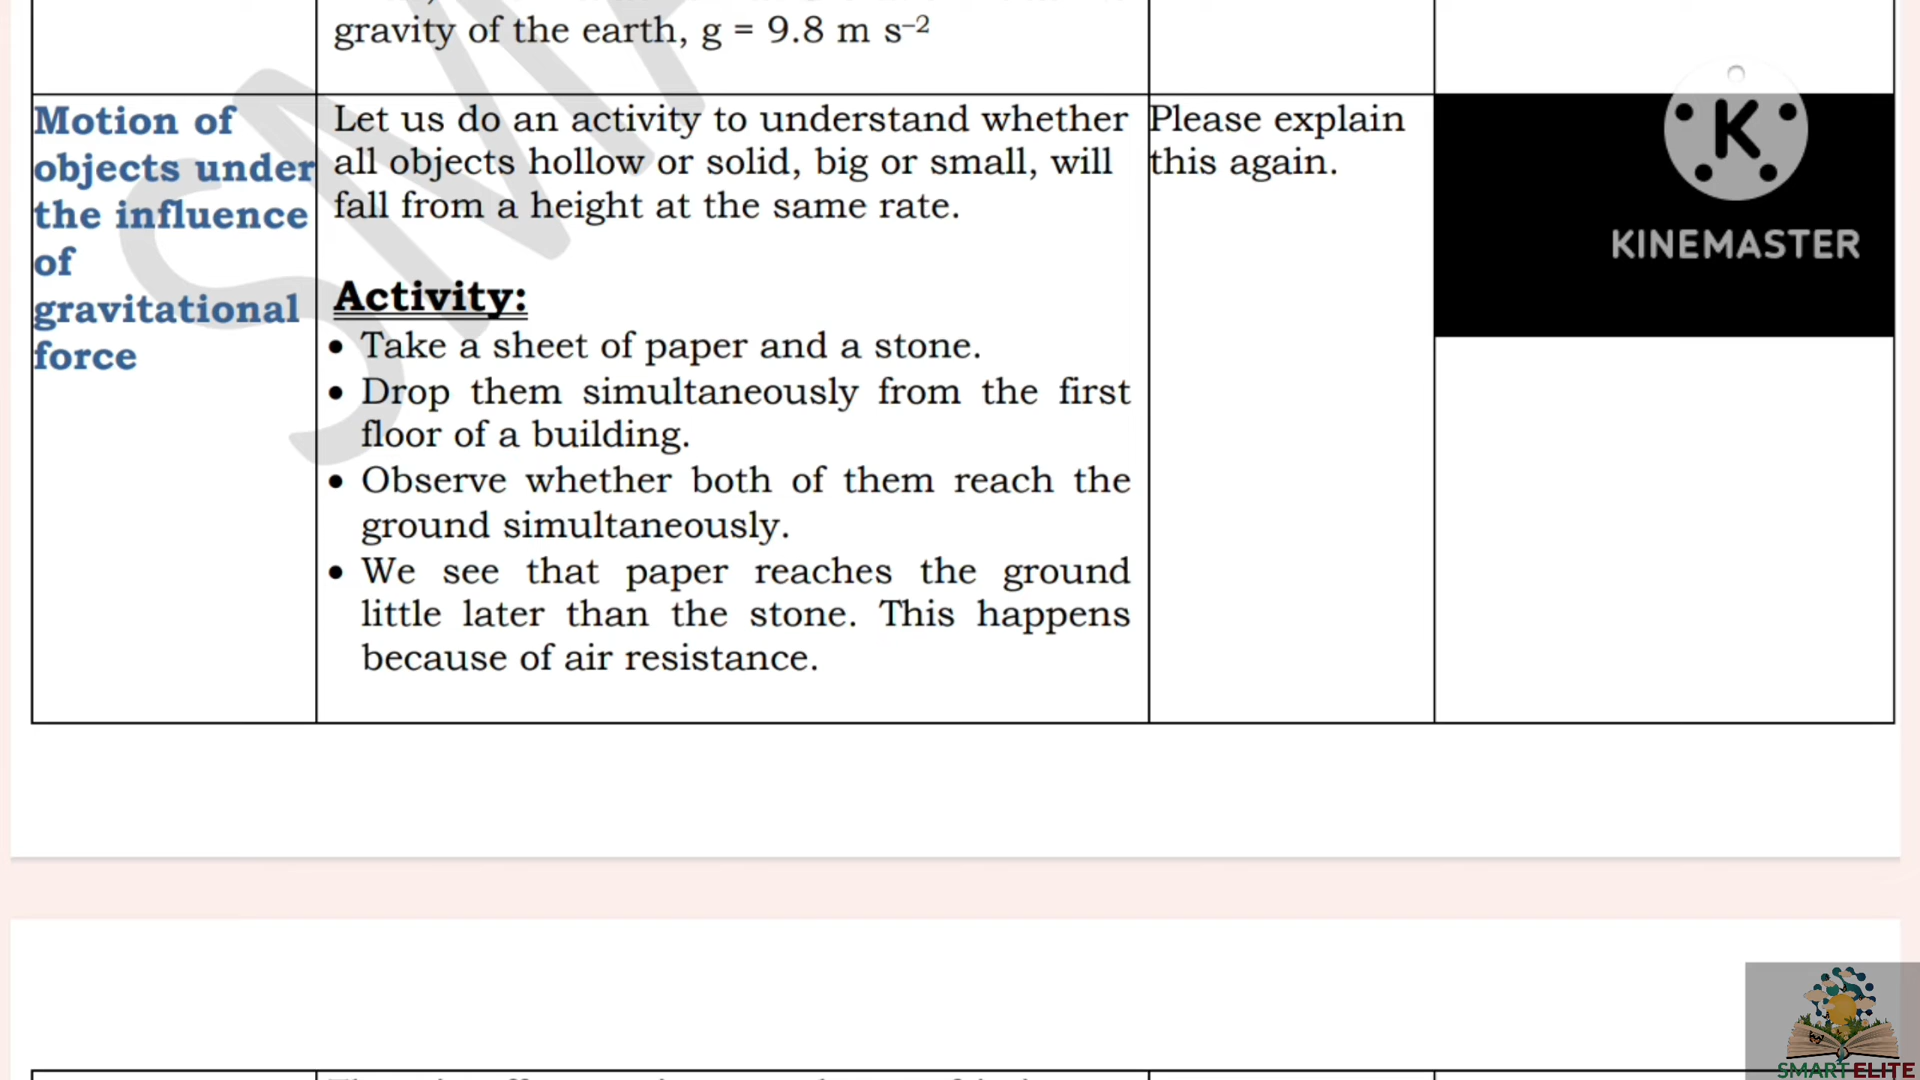 gravity of the earth, g = 9.8 m s⁻²
Motion of
objects under
the influence
of
gravitational
force
Let us do an activity to understand whether
all objects hollow or solid, big or small, will
fall from a height at the same rate.
Activity:
• Take a sheet of paper and a stone.
• Drop them simultaneously from the first
floor of a building.
• Observe whether both of them reach the
ground simultaneously.
• We see that paper reaches the ground
little later than the stone. This happens
because of air resistance.
Please explain
this again.
K
KINEMASTER
SMART ELITE